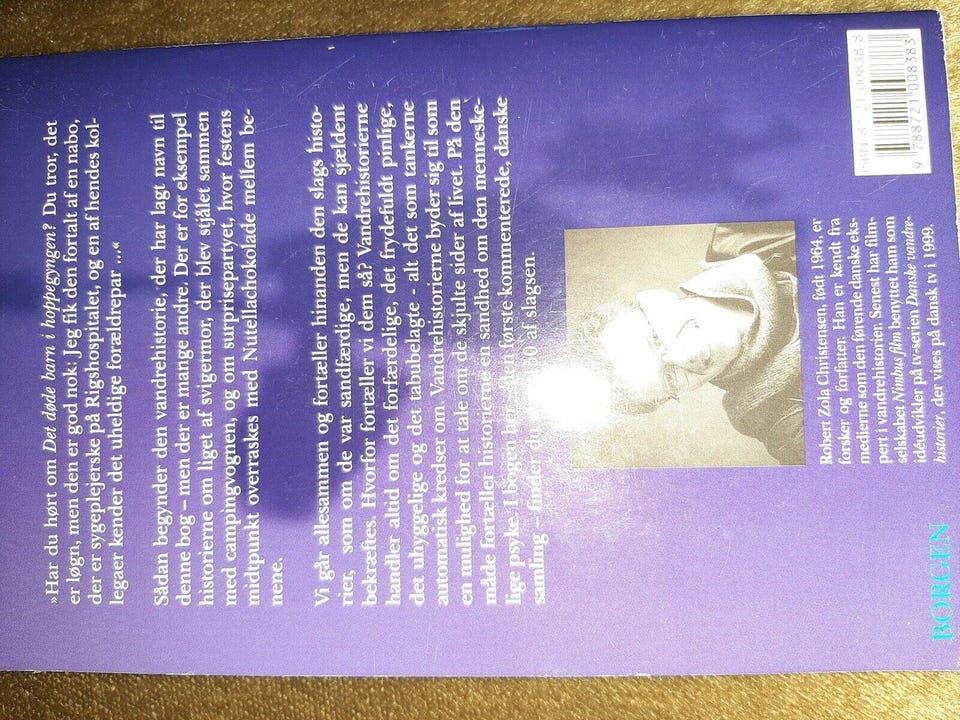 »Har du hørt om Det døde barn i hoppegyngen? Du tror, det
er løgn, men den er god nok: Jeg fik den fortalt af en nabo,
der er sygeplejerske på Rigshospitalet, og en af hendes kol-
legaer kender det uheldige forældrepar ...«
Sådan begynder den vandrehistorie, der har lagt navn til
denne bog – men der er mange andre. Der er for eksempel
historierne om liget af svigermor, der blev stjålet sammen
med campingvognen, og om surprisepartyet, hvor festens
midtpunkt overraskes med Nutellachokolade mellem be-
nene.
Vi går allesammen og fortæller hinanden den slags histo-
rier, som om de var sandfærdige, men de kan sjældent
bekræftes. Hvorfor fortæller vi dem så? Vandrehistorierne
handler altid om det forfærdelige, det frydefuldt pinlige,
det uhyggelige og det tabubelagte - alt det som tankerne
automatisk kredser om. Vandrehistorierne byder sig til som
en mulighed for at tale om de skjulte sider af livet. På den
måde fortæller historierne en sandhed om den menneske-
lige psyke. I bogen her, den første kommenterede, danske
samling – finder du 30 af slagsen.
Robert Zola Christensen, født 1964, er
forsker og forfatter. Han er kendt fra
medierne som den førende danske eks-
pert i vandrehistorier. Senest har film-
selskabet Nimbus film benyttet ham som
idéudvikler på tv-serien Danske vandre-
historier, der vises på dansk tv i 1999.
BORGEN
9 788721 008383